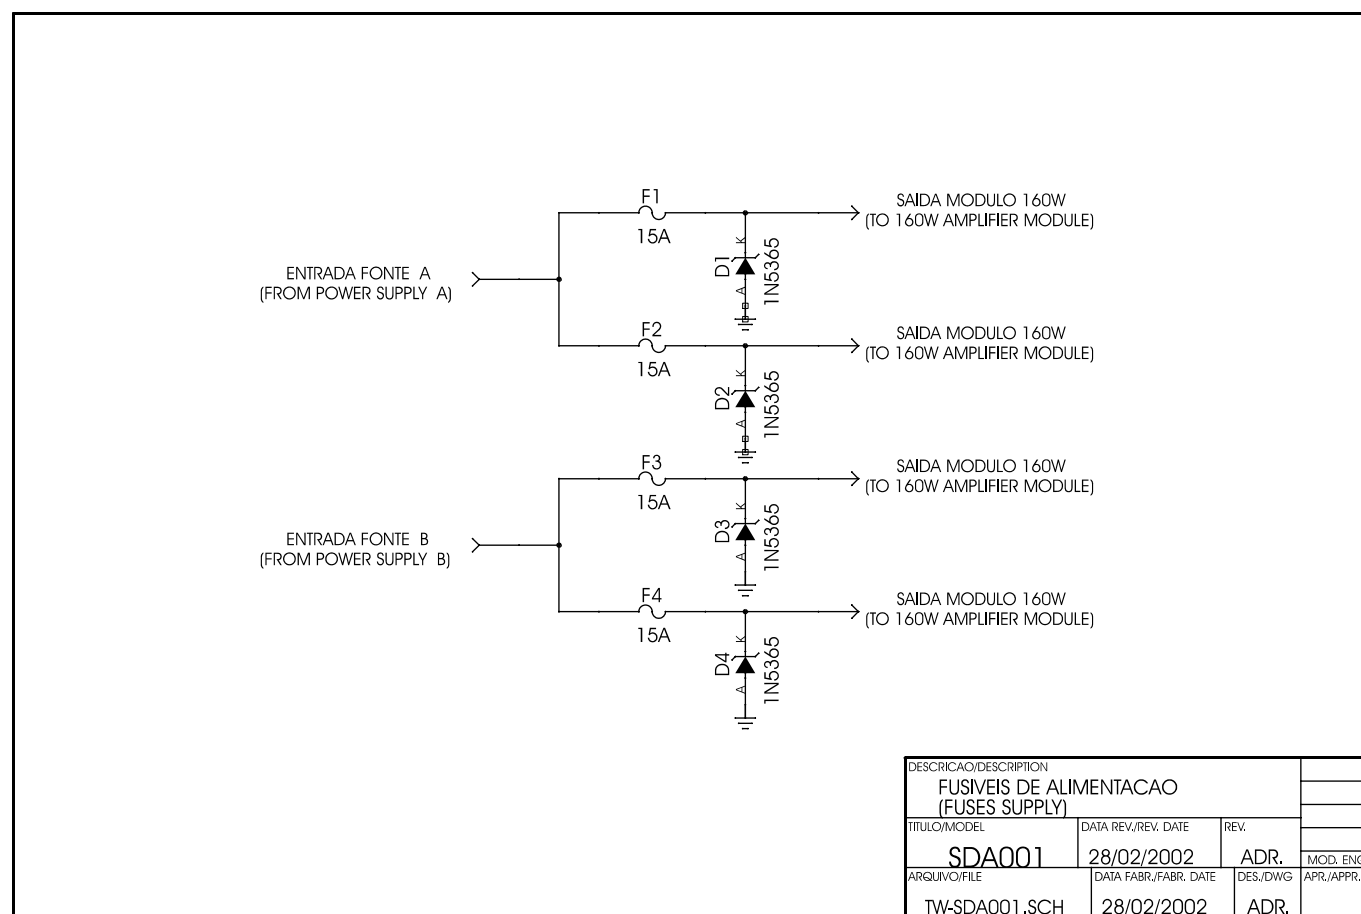 F1
15A
SAIDA MODULO 160W
(TO 160W AMPLIFIER MODULE)
K
D1
A
1N5365
ENTRADA FONTE A
(FROM POWER SUPPLY A)
F2
15A
SAIDA MODULO 160W
(TO 160W AMPLIFIER MODULE)
K
D2
A
1N5365
F3
15A
SAIDA MODULO 160W
(TO 160W AMPLIFIER MODULE)
K
D3
A
1N5365
ENTRADA FONTE B
(FROM POWER SUPPLY B)
F4
15A
SAIDA MODULO 160W
(TO 160W AMPLIFIER MODULE)
K
D4
A
1N5365
DESCRICAO/DESCRIPTION
FUSIVEIS DE ALIMENTACAO
(FUSES SUPPLY)
TITULO/MODEL
DATA REV./REV. DATE
REV.
SDA001
28/02/2002
ADR.
MOD. ENG
ARQUIVO/FILE
DATA FABR./FABR. DATE
DES./DWG
APR./APPR.
TW-SDA001.SCH
28/02/2002
ADR.